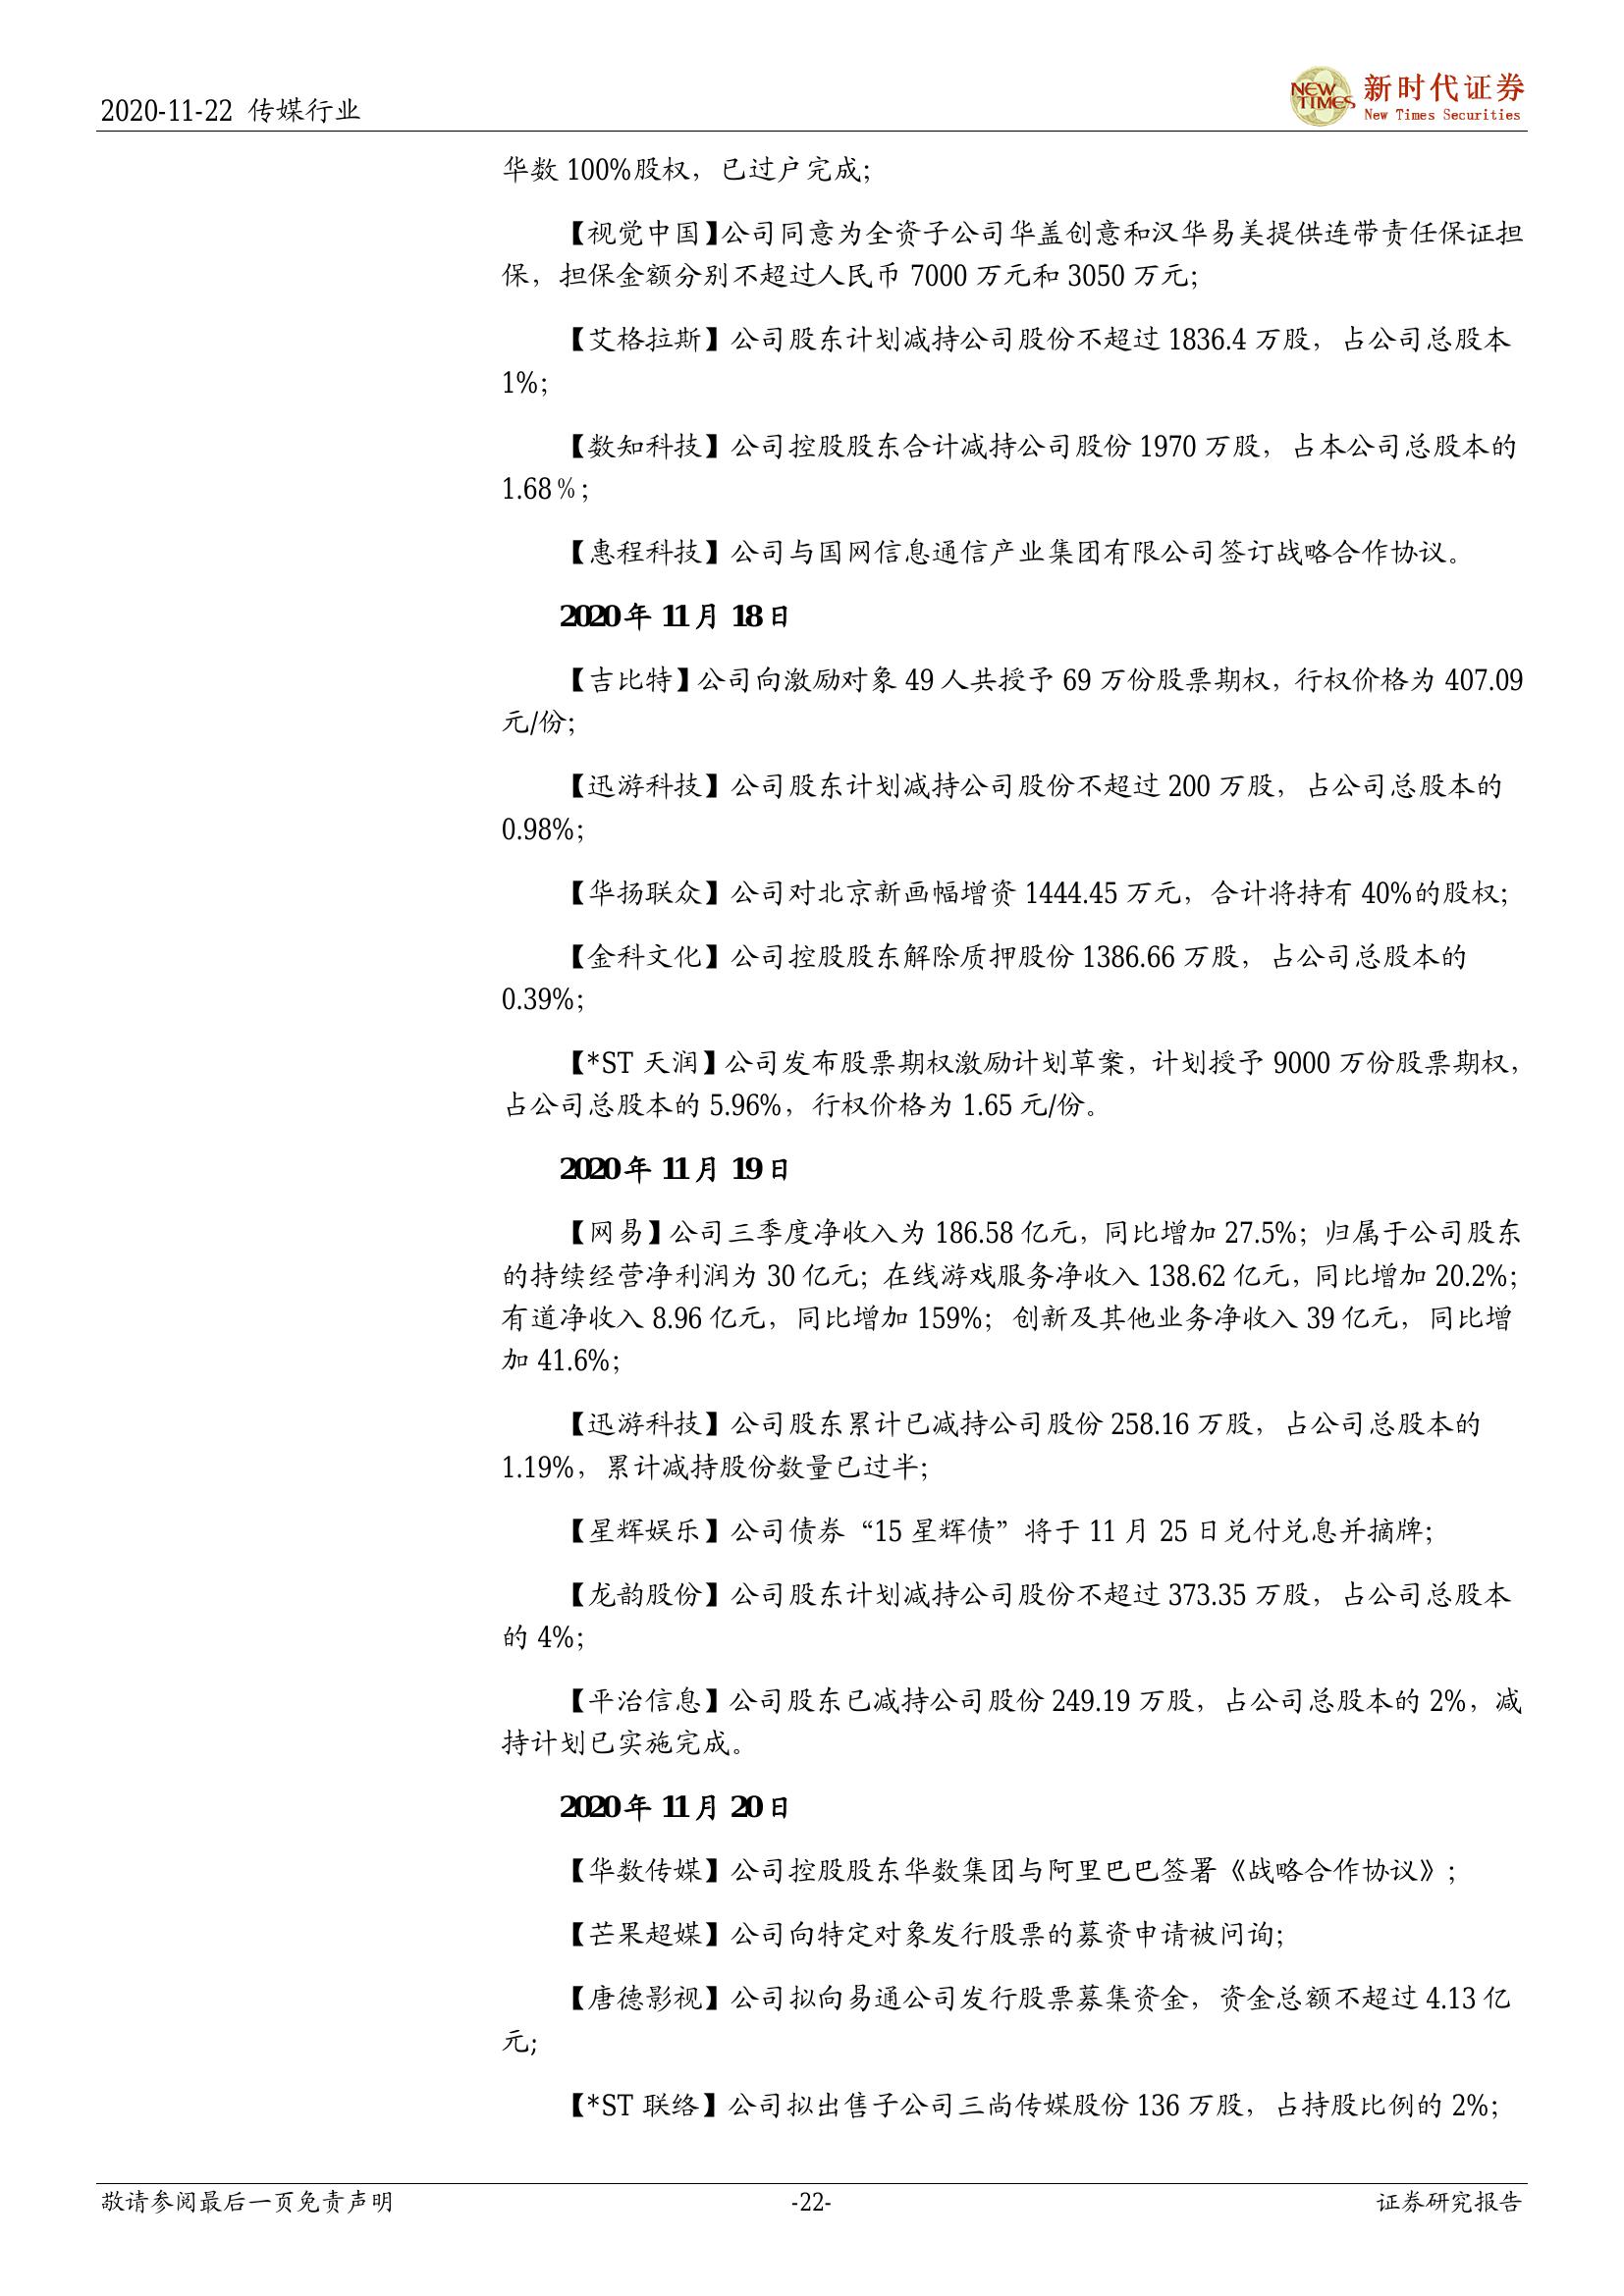 2020-11-22 传媒行业
NEW TIMES
新时代证券
New Times Securities
华数 100%股权，已过户完成；
【视觉中国】公司同意为全资子公司华盖创意和汉华易美提供连带责任保证担
保，担保金额分别不超过人民币 7000 万元和 3050 万元；
【艾格拉斯】公司股东计划减持公司股份不超过 1836.4 万股，占公司总股本
1%；
【数知科技】公司控股股东合计减持公司股份 1970 万股，占本公司总股本的
1.68％；
【惠程科技】公司与国网信息通信产业集团有限公司签订战略合作协议。
2020 年 11 月 18 日
【吉比特】公司向激励对象 49 人共授予 69 万份股票期权，行权价格为 407.09
元/份；
【迅游科技】公司股东计划减持公司股份不超过 200 万股，占公司总股本的
0.98%；
【华扬联众】公司对北京新画幅增资 1444.45 万元，合计将持有 40%的股权；
【金科文化】公司控股股东解除质押股份 1386.66 万股，占公司总股本的
0.39%；
【*ST 天润】公司发布股票期权激励计划草案，计划授予 9000 万份股票期权，
占公司总股本的 5.96%，行权价格为 1.65 元/份。
2020 年 11 月 19 日
【网易】公司三季度净收入为 186.58 亿元，同比增加 27.5%；归属于公司股东
的持续经营净利润为 30 亿元；在线游戏服务净收入 138.62 亿元，同比增加 20.2%；
有道净收入 8.96 亿元，同比增加 159%；创新及其他业务净收入 39 亿元，同比增
加 41.6%；
【迅游科技】公司股东累计已减持公司股份 258.16 万股，占公司总股本的
1.19%，累计减持股份数量已过半；
【星辉娱乐】公司债券“15 星辉债”将于 11 月 25 日兑付兑息并摘牌；
【龙韵股份】公司股东计划减持公司股份不超过 373.35 万股，占公司总股本
的 4%；
【平治信息】公司股东已减持公司股份 249.19 万股，占公司总股本的 2%，减
持计划已实施完成。
2020 年 11 月 20 日
【华数传媒】公司控股股东华数集团与阿里巴巴签署《战略合作协议》；
【芒果超媒】公司向特定对象发行股票的募资申请被问询；
【唐德影视】公司拟向易通公司发行股票募集资金，资金总额不超过 4.13 亿
元；
【*ST 联络】公司拟出售子公司三尚传媒股份 136 万股，占持股比例的 2%；
敬请参阅最后一页免责声明
-22-
证券研究报告